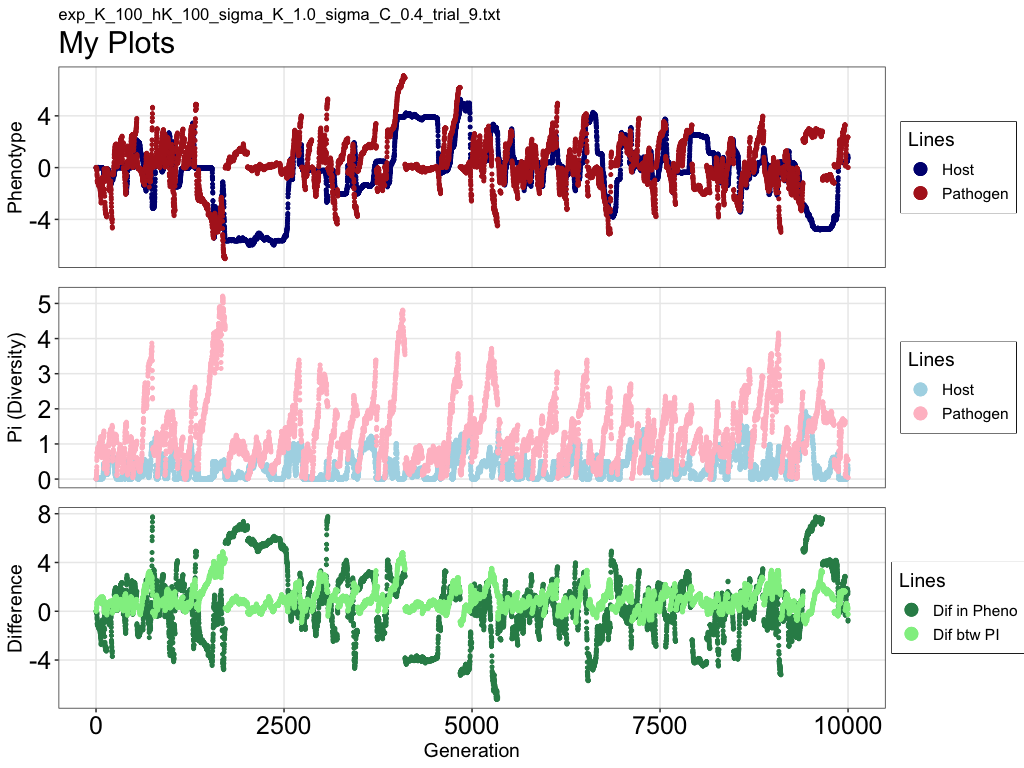 exp_K_100_hK_100_sigma_K_1.0_sigma_C_0.4_trial_9.txt
My Plots
Phenotype
4
0
-4
Lines
Host
Pathogen
Pi (Diversity)
5
4
3
2
1
0
Lines
Host
Pathogen
Difference
8
4
0
-4
Lines
Dif in Pheno
Dif btw PI
0 2500 5000 7500 10000
Generation